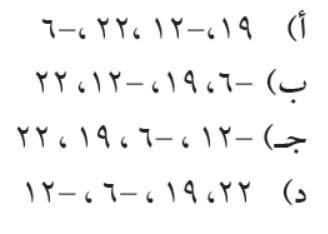 أ) ١٩، -١٢، ٢٢، -٦
ب) -٦، ١٩، -١٢، ٢٢
جـ) -١٢، -٦، ١٩، ٢٢
د) ٢٢، ١٩، -٦، -١٢